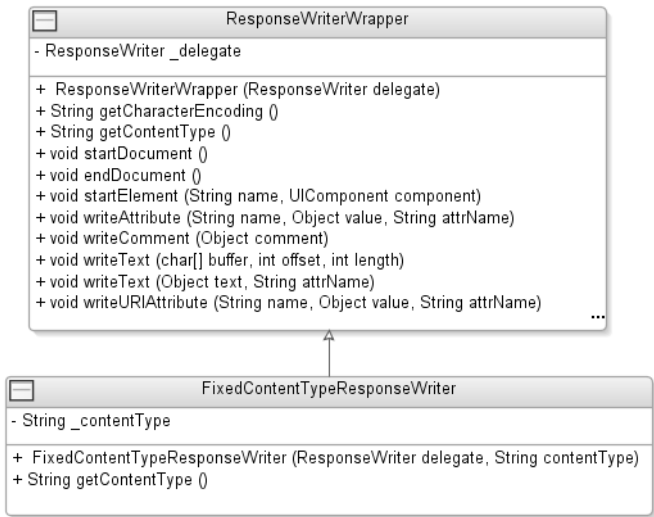 ResponseWriterWrapper
- ResponseWriter _delegate
+ ResponseWriterWrapper (ResponseWriter delegate)
+ String getCharacterEncoding ()
+ String getContentType ()
+ void startDocument ()
+ void endDocument ()
+ void startElement (String name, UIComponent component)
+ void writeAttribute (String name, Object value, String attrName)
+ void writeComment (Object comment)
+ void writeText (char[] buffer, int offset, int length)
+ void writeText (Object text, String attrName)
+ void writeURIAttribute (String name, Object value, String attrName)
...
FixedContentTypeResponseWriter
- String _contentType
+ FixedContentTypeResponseWriter (ResponseWriter delegate, String contentType)
+ String getContentType ()